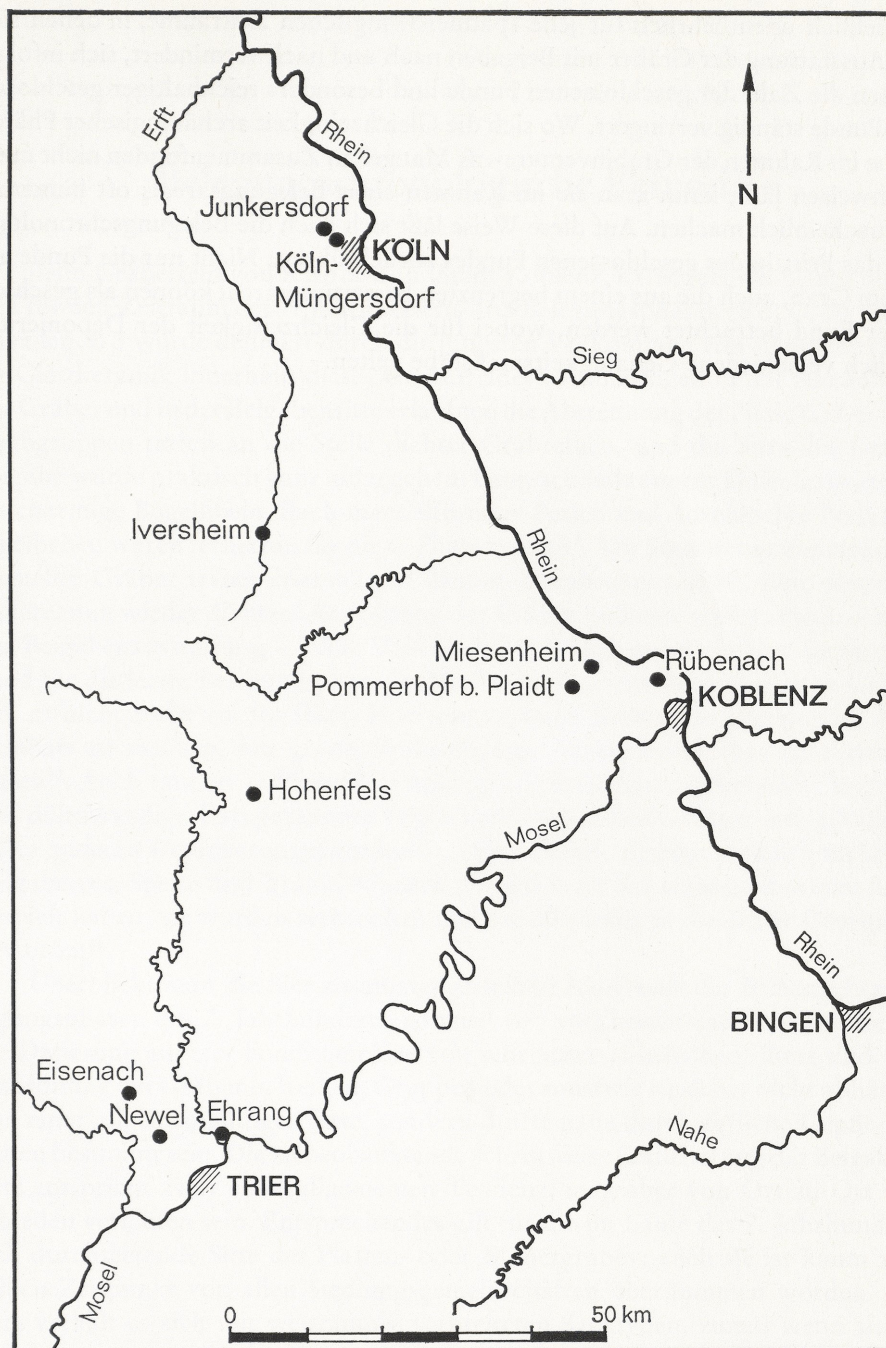 Erft
Rhein
N
Junkersdorf
KÖLN
Köln-
Müngersdorf
Sieg
Iversheim
Rhein
Miesenheim
Rübenach
Pommerhof b. Plaidt
KOBLENZ
Hohenfels
Mosel
Rhein
BINGEN
Eisenach
Newel
Ehrang
Nahe
TRIER
Mosel
0
50 km